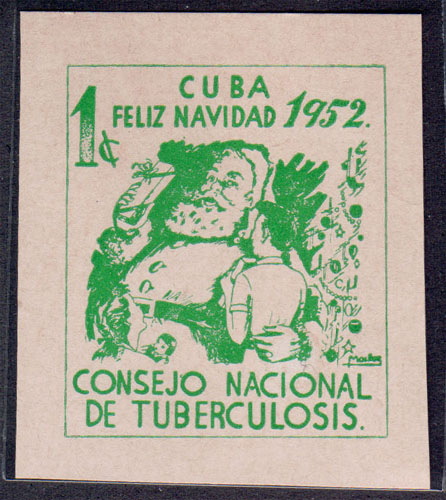 CUBA
1¢ FELIZ NAVIDAD 1952.
CONSEJO NACIONAL
DE TUBERCULOSIS.